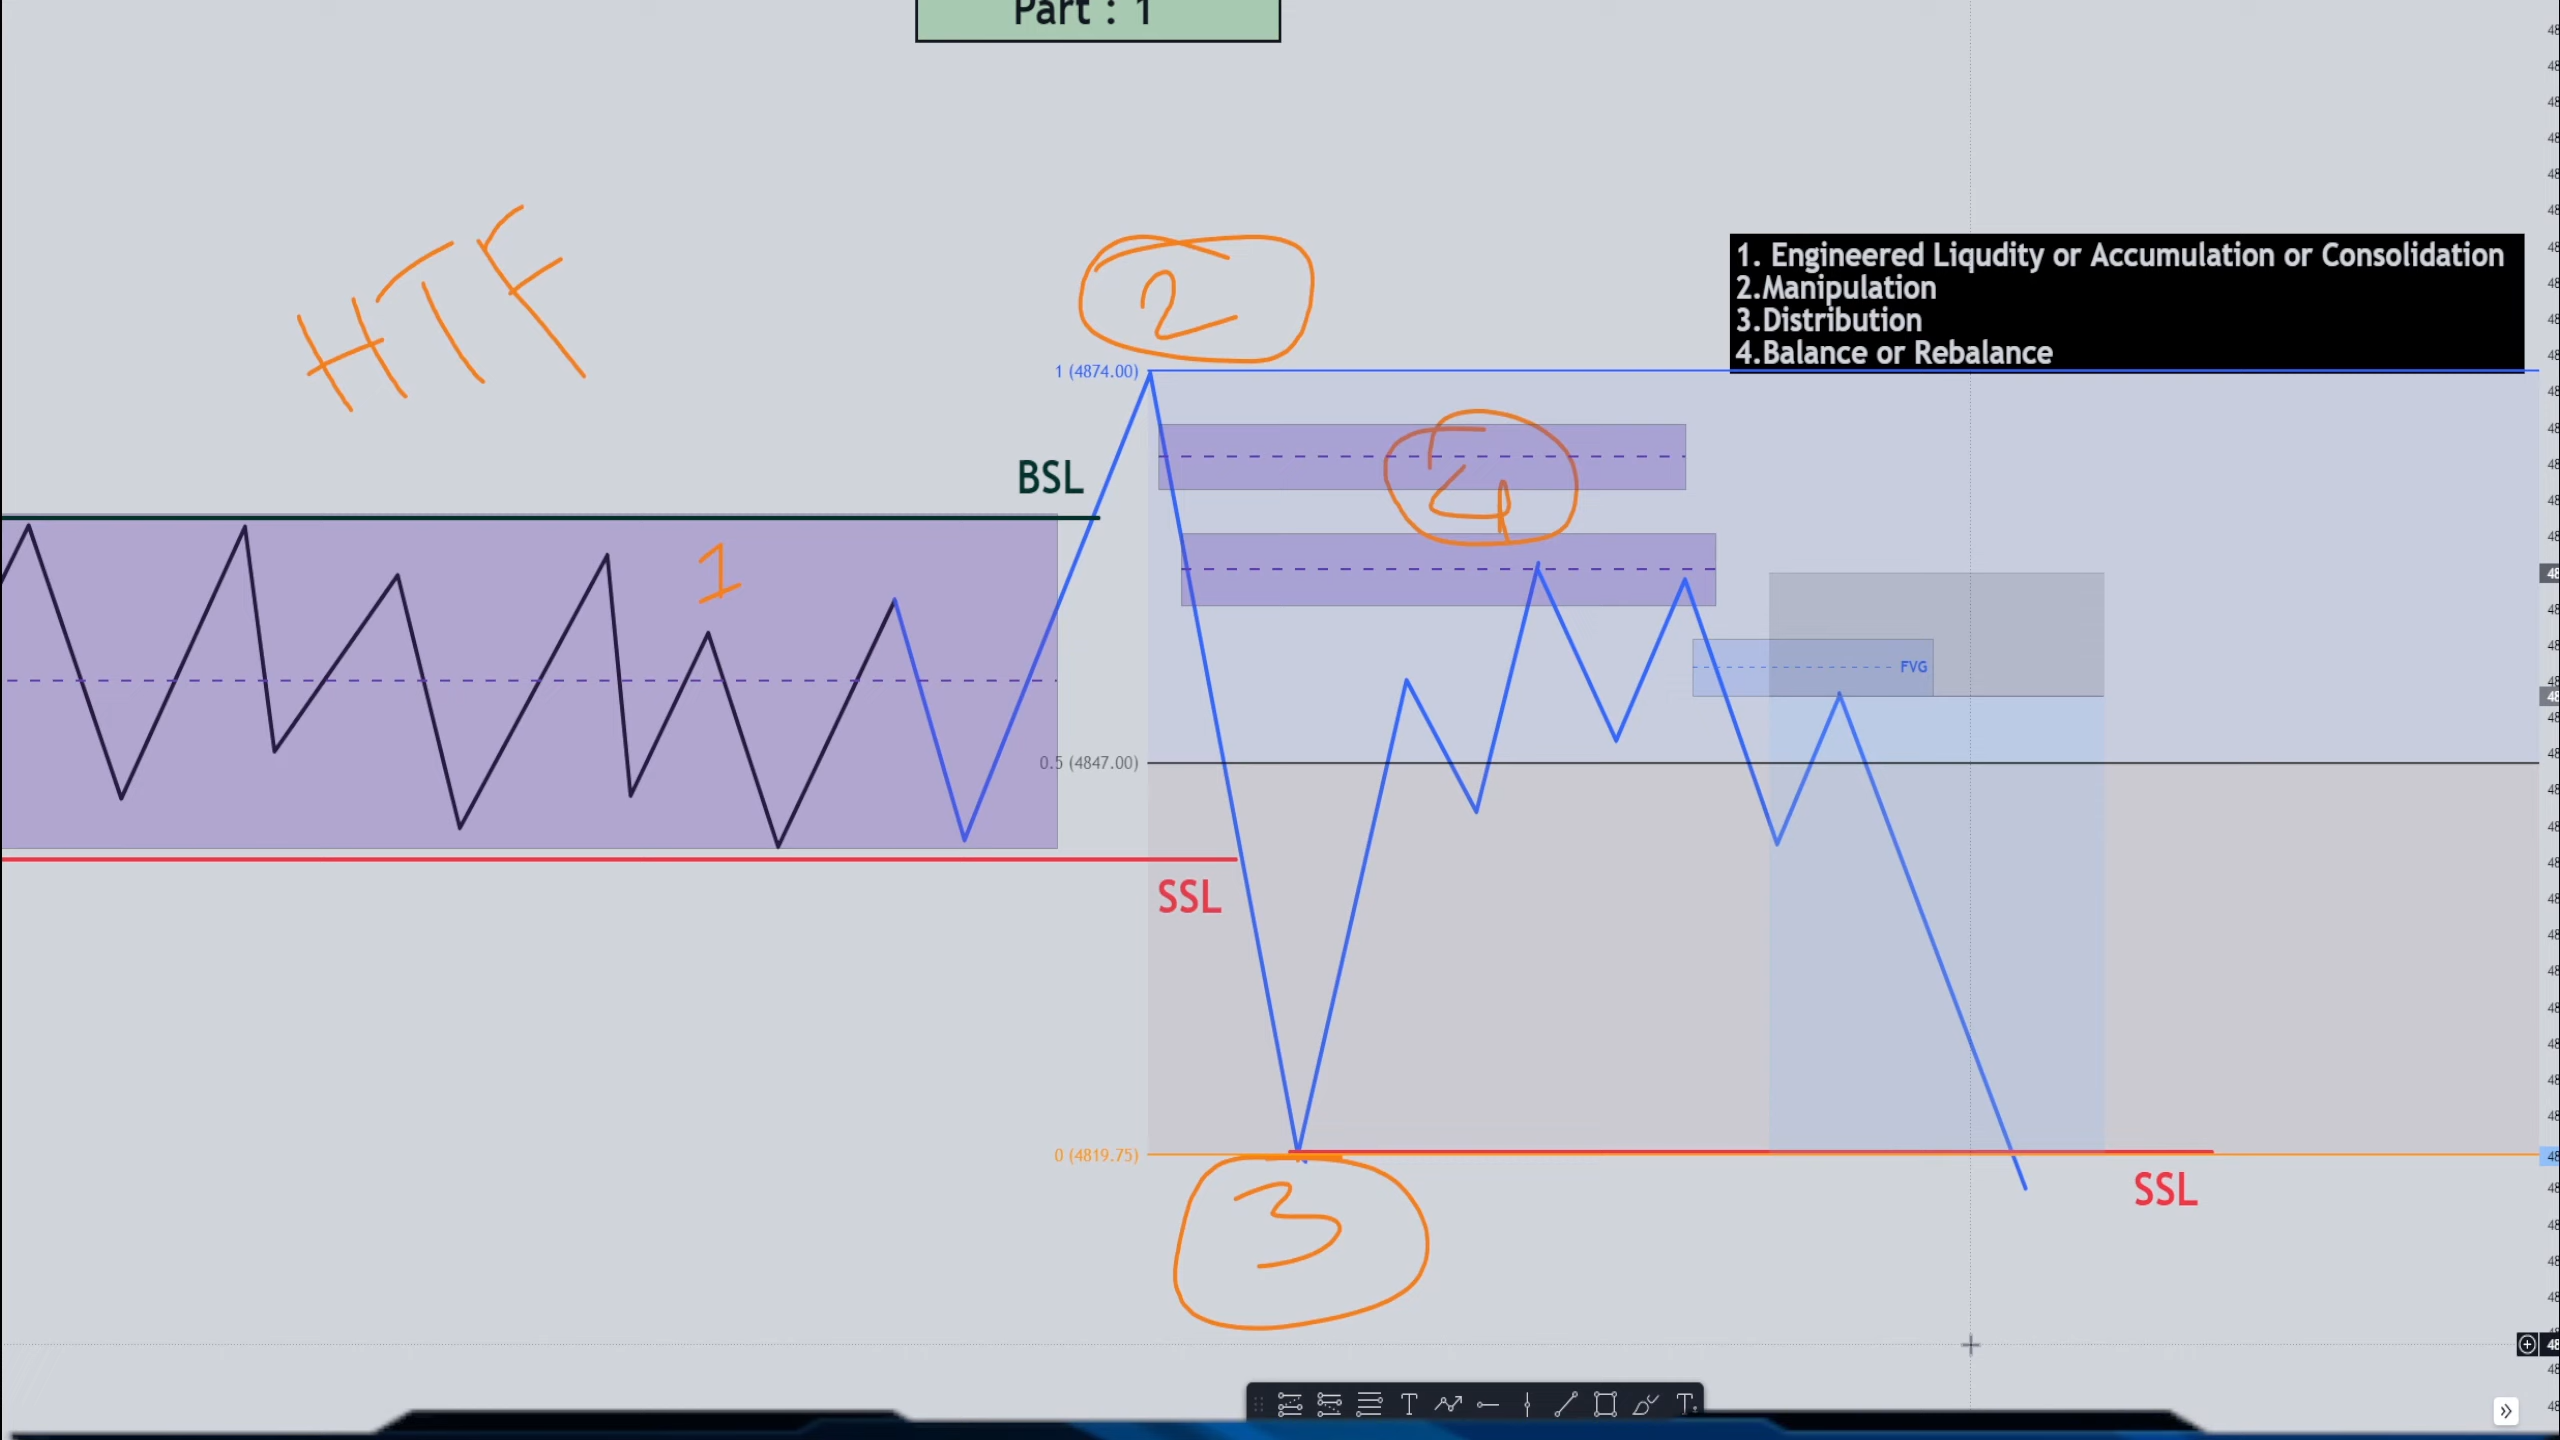 Part : 1
HTF
2
1. Engineered Liqudity or Accumulation or Consolidation
2.Manipulation
3.Distribution
4.Balance or Rebalance
1 (4874.00)
4
BSL
1
FVG
0.5 (4847.00)
SSL
0 (4819.75)
SSL
3